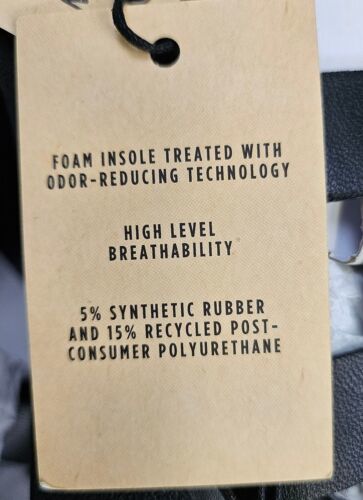 FOAM INSOLE TREATED WITH
ODOR-REDUCING TECHNOLOGY
HIGH LEVEL
BREATHABILITY
5% SYNTHETIC RUBBER
AND 15% RECYCLED POST-
CONSUMER POLYURETHANE